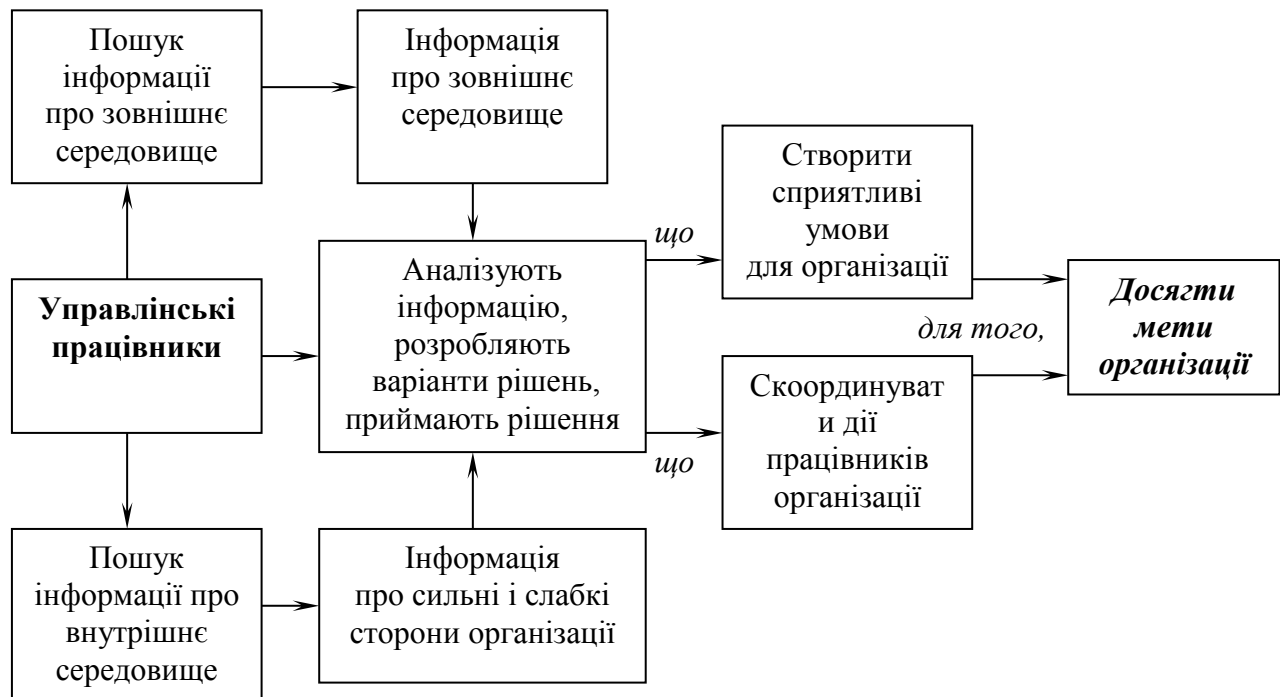 Пошук
інформації
про зовнішнє
середовище
Інформація
про зовнішнє
середовище
Управлінські
працівники
Аналізують
інформацію,
розробляють
варіанти рішень,
приймають рішення
що
що
Створити
сприятливі
умови
для організації
для того,
Скоординуват
и дії
працівників
організації
Досягти
мети
організації
Пошук
інформації про
внутрішнє
середовище
Інформація
про сильні і слабкі
сторони організації